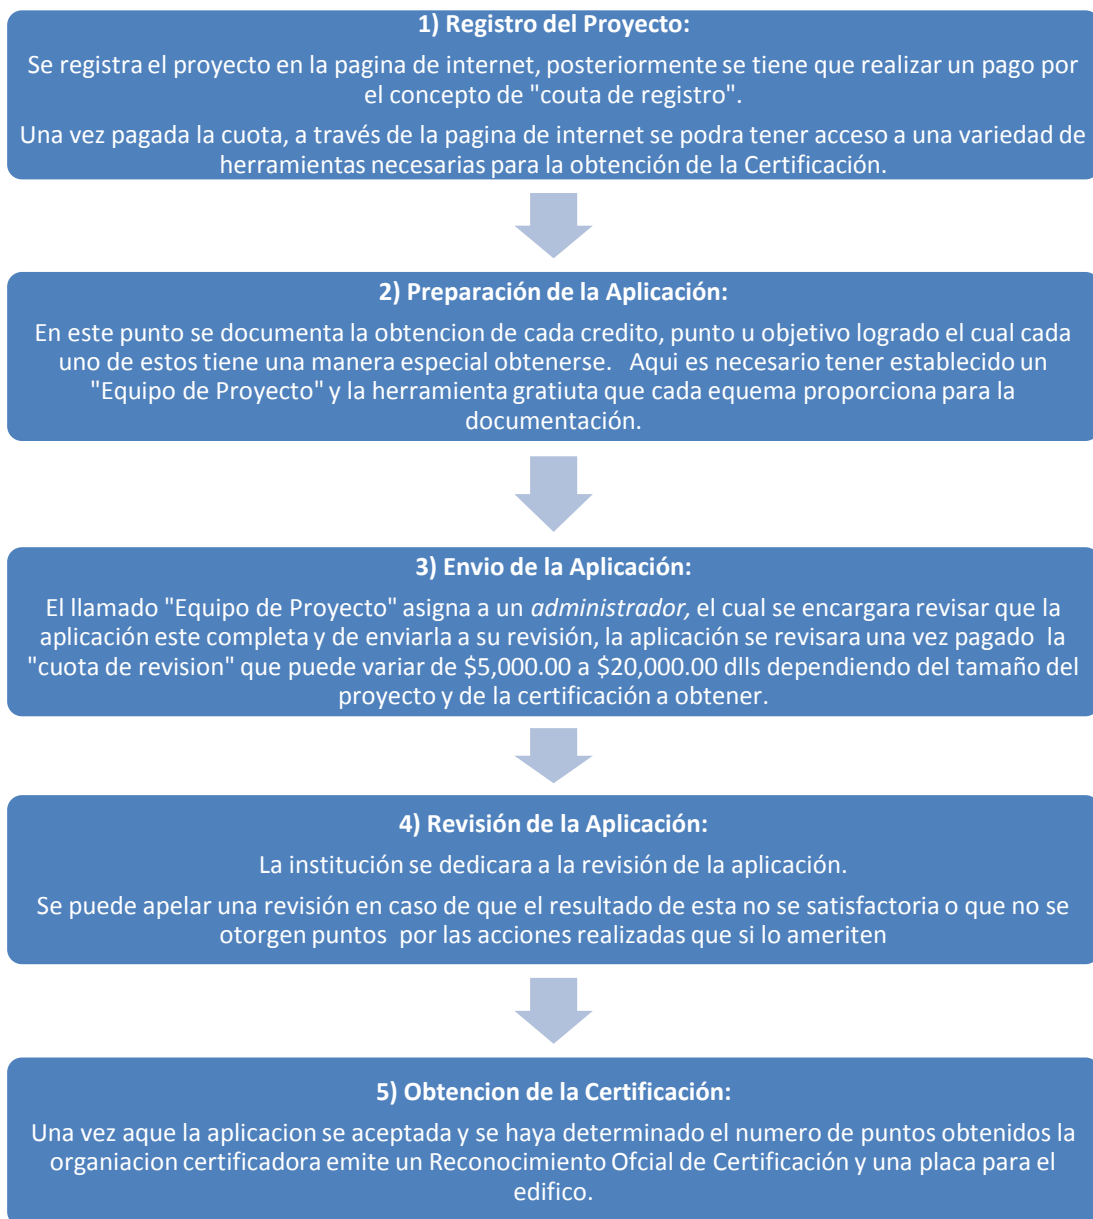 1) Registro del Proyecto:
Se registra el proyecto en la pagina de internet, posteriormente se tiene que realizar un pago por
el concepto de "couta de registro".
Una vez pagada la cuota, a través de la pagina de internet se podra tener acceso a una variedad de
herramientas necesarias para la obtención de la Certificación.
2) Preparación de la Aplicación:
En este punto se documenta la obtencion de cada credito, punto u objetivo logrado el cual cada
uno de estos tiene una manera especial obtenerse. Aqui es necesario tener establecido un
"Equipo de Proyecto" y la herramienta gratiuta que cada equema proporciona para la
documentación.
3) Envio de la Aplicación:
El llamado "Equipo de Proyecto" asigna a un administrador, el cual se encargara revisar que la
aplicación este completa y de enviarla a su revisión, la aplicación se revisara una vez pagado la
"cuota de revision" que puede variar de $5,000.00 a $20,000.00 dlls dependiendo del tamaño del
proyecto y de la certificación a obtener.
4) Revisión de la Aplicación:
La institución se dedicara a la revisión de la aplicación.
Se puede apelar una revisión en caso de que el resultado de esta no se satisfactoria o que no se
otorgen puntos por las acciones realizadas que si lo ameriten
5) Obtencion de la Certificación:
Una vez aque la aplicacion se aceptada y se haya determinado el numero de puntos obtenidos la
organiacion certificadora emite un Reconocimiento Ofcial de Certificación y una placa para el
edifico.